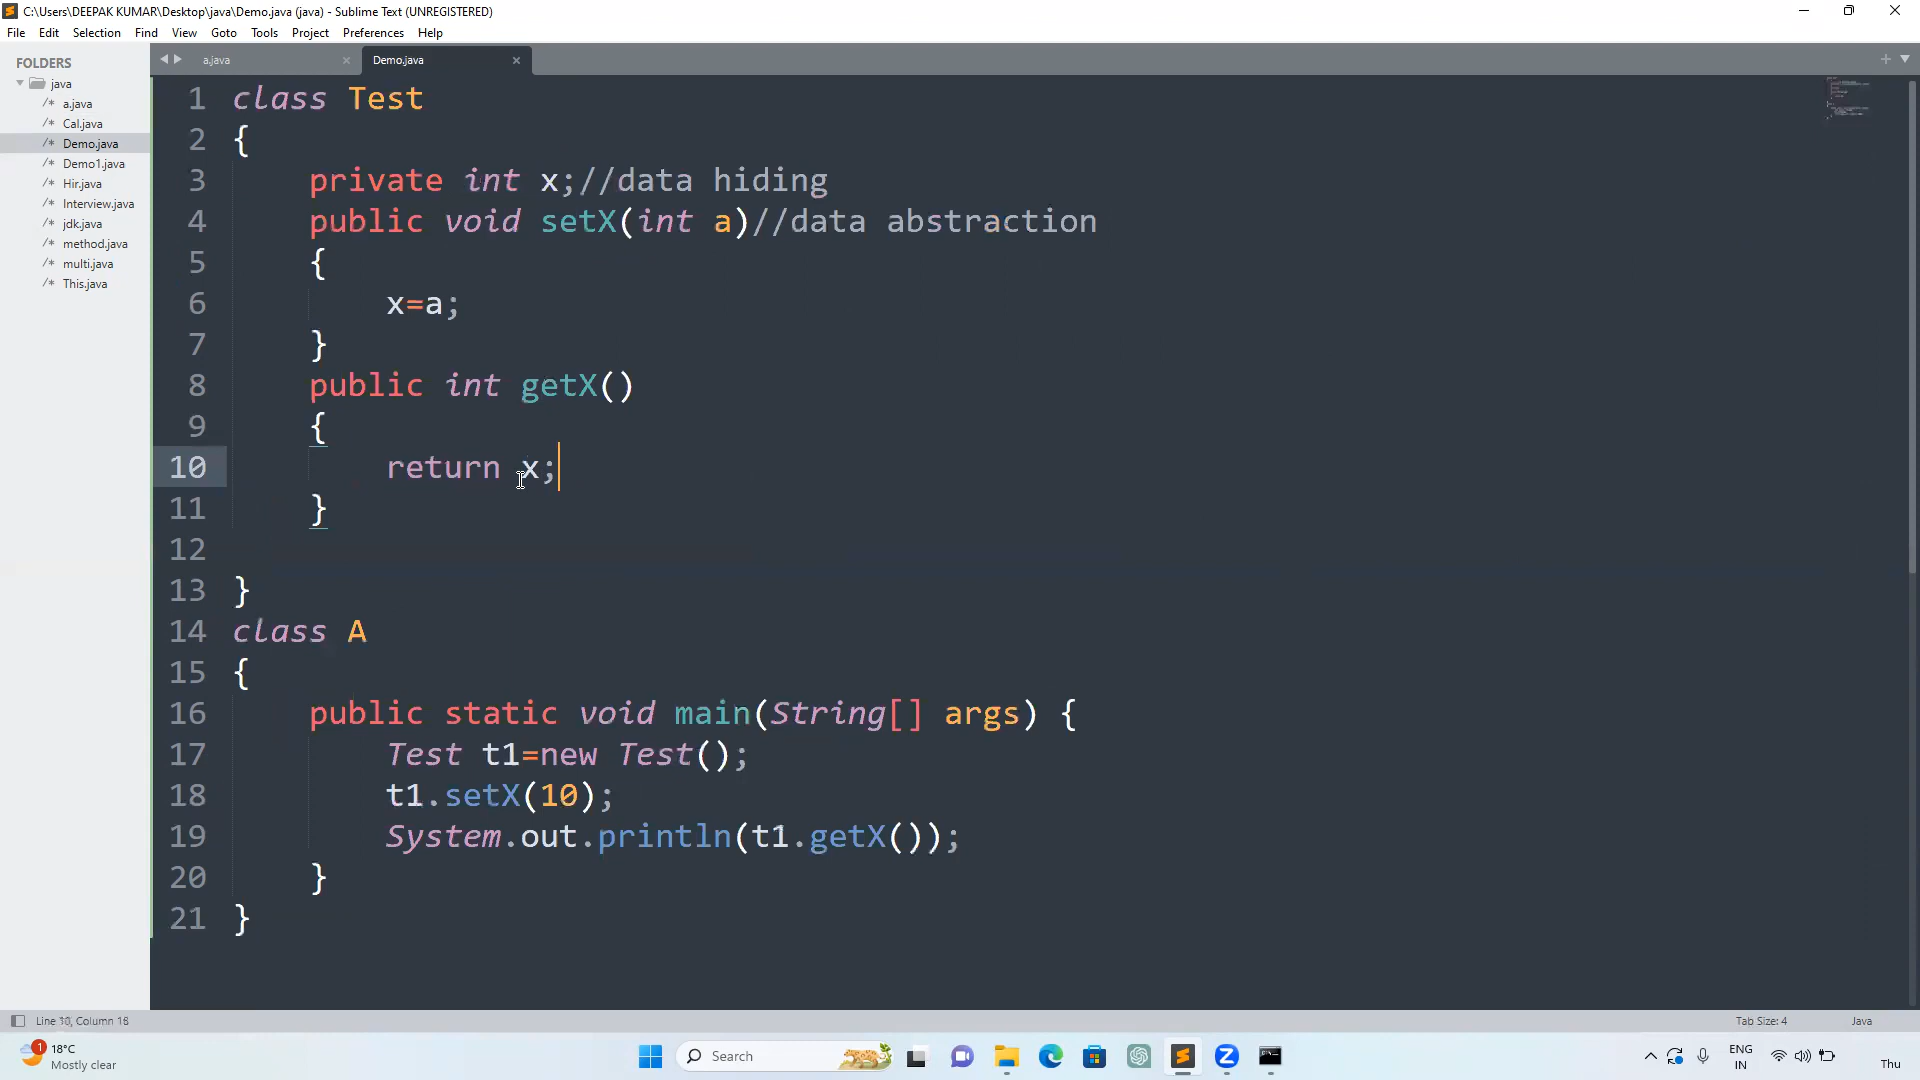 C:\Users\DEEPAK KUMAR\Desktop\java\Demo.java (java) - Sublime Text (UNREGISTERED)
File Edit Selection Find View Goto Tools Project Preferences Help
FOLDERS
java
/* a.java
/* Cal.java
/* Demo.java
/* Demo1.java
/* Hir.java
/* Interview.java
/* jdk.java
/* method.java
/* multi.java
/* This.java
a.java
Demo.java
1 class Test
2 {
3 private int x;//data hiding
4 public void setX(int a)//data abstraction
5 {
6 x=a;
7 }
8 public int getX()
9 {
10 return x;
11 }
12
13 }
14 class A
15 {
16 public static void main(String[] args) {
17 Test t1=new Test();
18 t1.setX(10);
19 System.out.println(t1.getX());
20 }
21 }
Column 18
Tab Size: 4
Java
1
18°C
Mostly clear
Search
ENG
IN
Thu